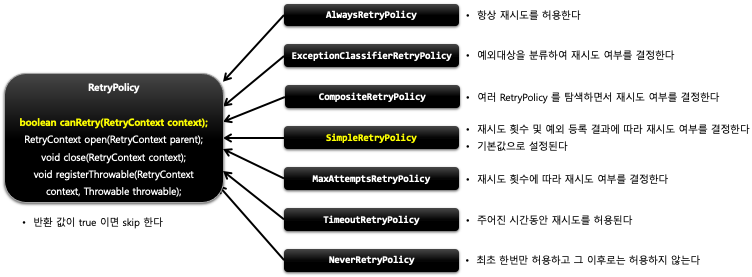 AlwaysRetryPolicy
• 항상 재시도를 허용한다
ExceptionClassifierRetryPolicy
• 예외대상을 분류하여 재시도 여부를 결정한다
CompositeRetryPolicy
• 여러 RetryPolicy 를 탐색하면서 재시도 여부를 결정한다
SimpleRetryPolicy
• 재시도 횟수 및 예외 등록 결과에 따라 재시도 여부를 결정한다
• 기본값으로 설정된다
MaxAttemptsRetryPolicy
• 재시도 횟수에 따라 재시도 여부를 결정한다
TimeoutRetryPolicy
• 주어진 시간동안 재시도를 허용된다
NeverRetryPolicy
• 최초 한번만 허용하고 그 이후로는 허용하지 않는다
RetryPolicy
boolean canRetry(RetryContext context);
RetryContext open(RetryContext parent);
void close(RetryContext context);
void registerThrowable(RetryContext
context, Throwable throwable);
• 반환 값이 true 이면 skip 한다